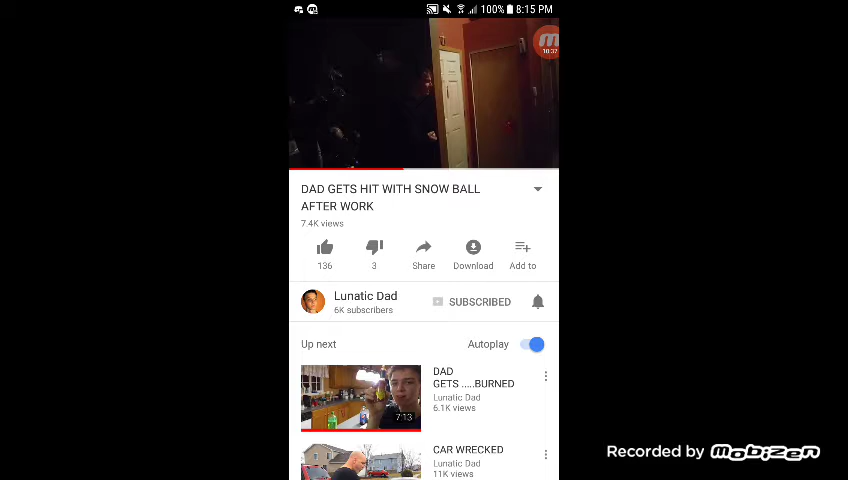 100% 8:15 PM
10:37
DAD GETS HIT WITH SNOW BALL
AFTER WORK
7.4K views
136
3
Share
Download
Add to
Lunatic Dad
6K subscribers
SUBSCRIBED
Up next
Autoplay
7:13
DAD
GETS .....BURNED
Lunatic Dad
6.1K views
CAR WRECKED
Lunatic Dad
11K views
Recorded by mobizen